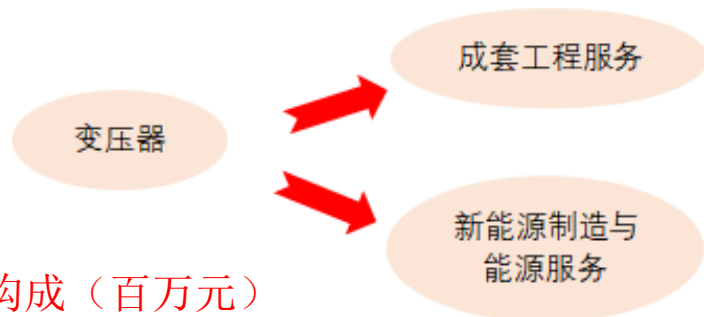 成套工程服务
变压器
新能源制造与
能源服务
构成（百万元）